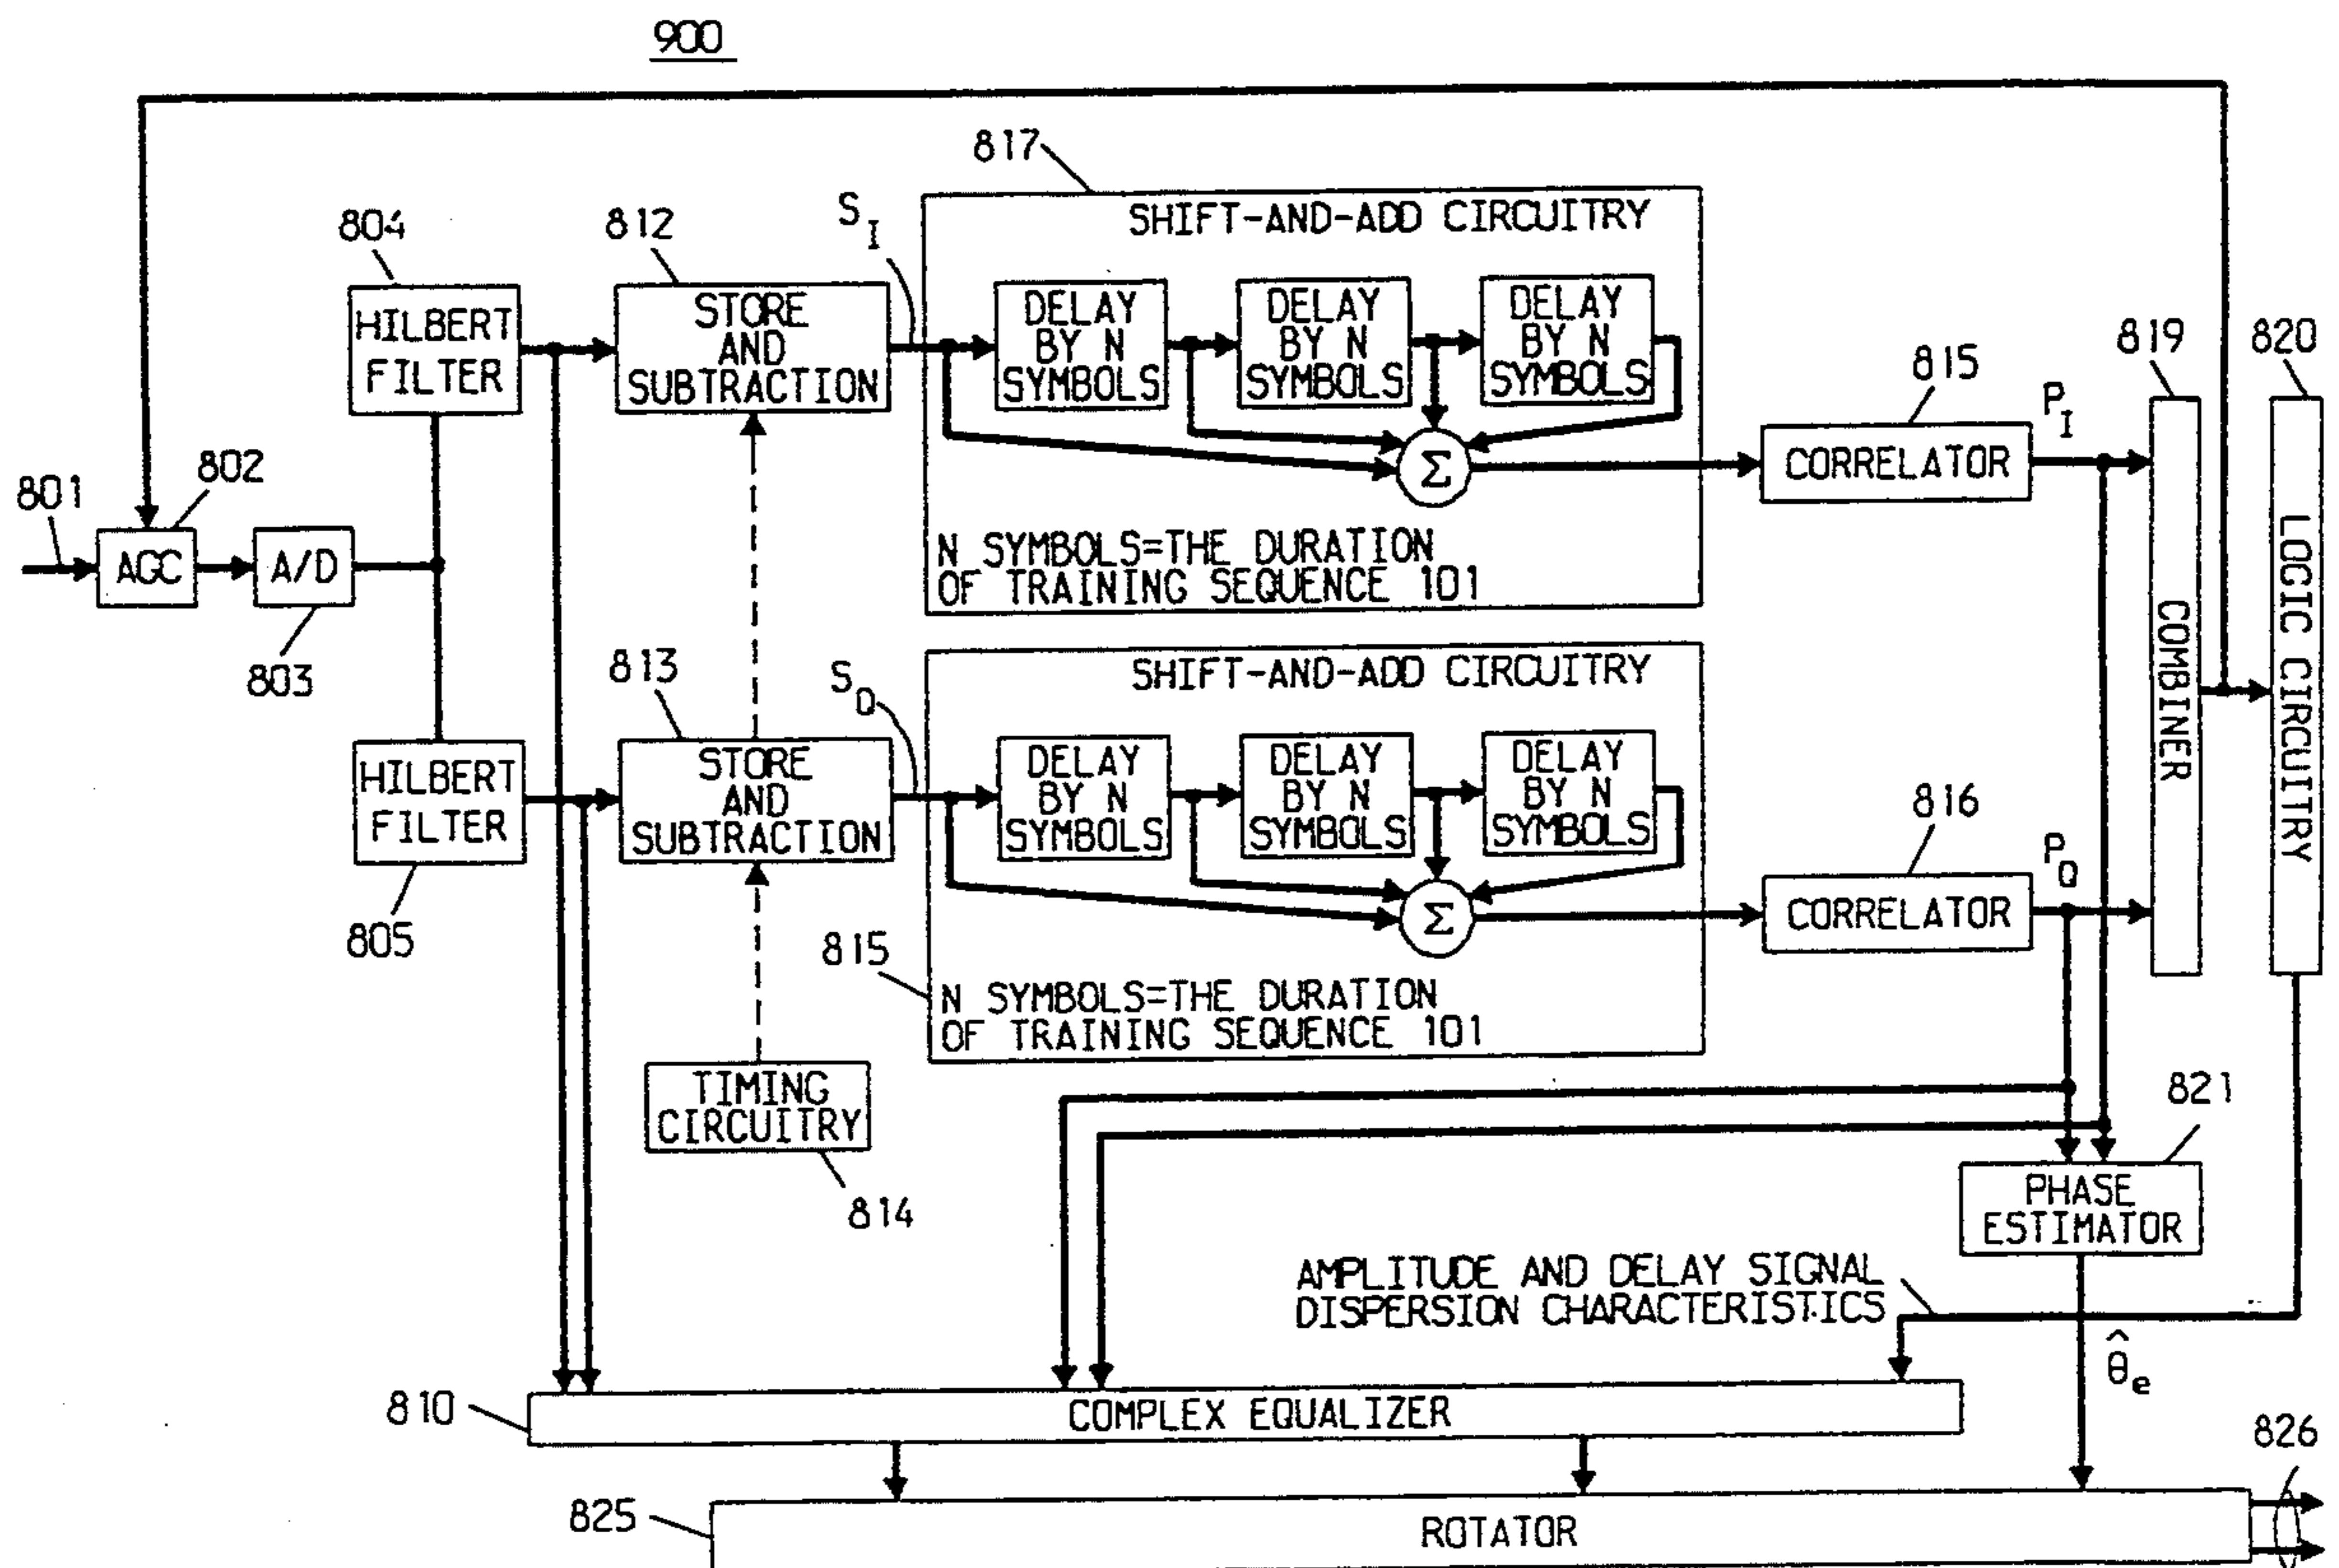 900
817
SHIFT-AND-ADD CIRCUITRY
804
812
S_I
HILBERT
FILTER
STORE
AND
SUBTRACTION
DELAY
BY N
SYMBOLS
DELAY
BY N
SYMBOLS
DELAY
BY N
SYMBOLS
819
820
815
P_I
CORRELATOR
Σ
801
802
AGC
A/D
803
N SYMBOLS=THE DURATION
OF TRAINING SEQUENCE 101
COMBINER
LOGIC CIRCUITRY
813
S_Q
SHIFT-AND-ADD CIRCUITRY
HILBERT
FILTER
STORE
AND
SUBTRACTION
DELAY
BY N
SYMBOLS
DELAY
BY N
SYMBOLS
DELAY
BY N
SYMBOLS
816
P_Q
CORRELATOR
Σ
805
815
N SYMBOLS=THE DURATION
OF TRAINING SEQUENCE 101
TIMING
CIRCUITRY
814
821
PHASE
ESTIMATOR
AMPLITUDE AND DELAY SIGNAL
DISPERSION CHARACTERISTICS
θ̂_e
810
COMPLEX EQUALIZER
826
825
ROTATOR